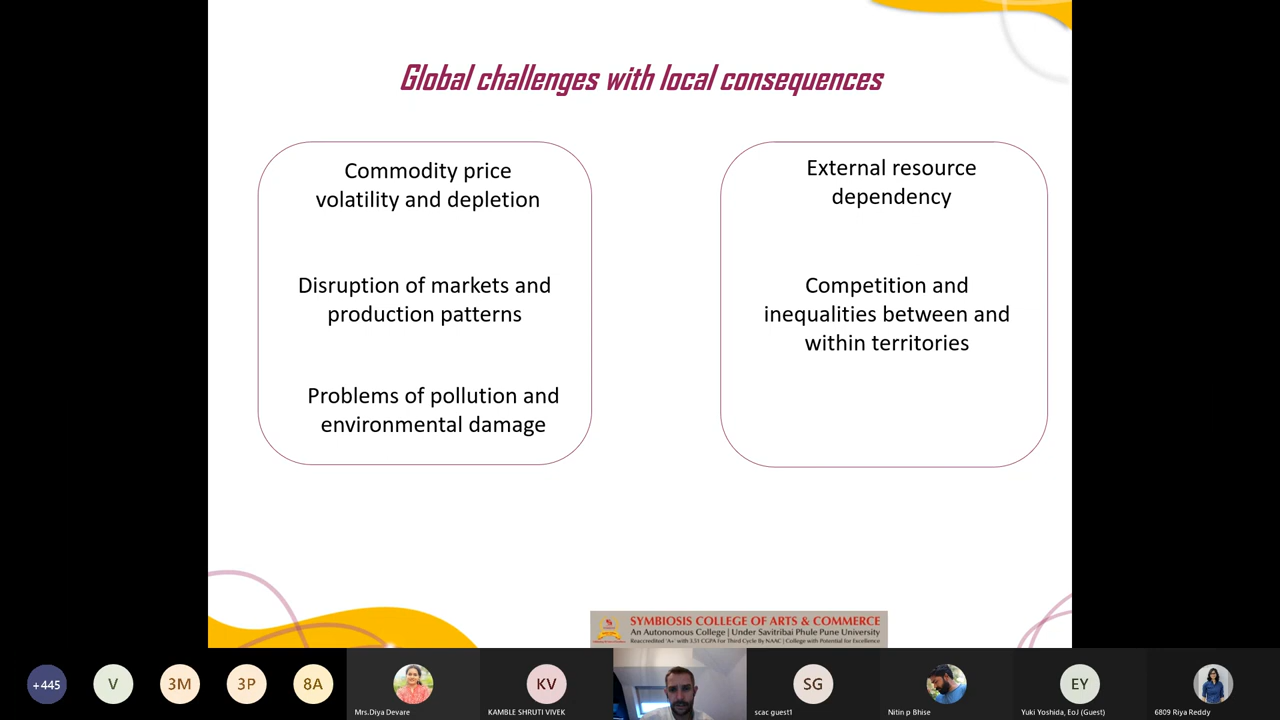 Global challenges with local consequences
Commodity price
volatility and depletion
Disruption of markets and
production patterns
Problems of pollution and
environmental damage
External resource
dependency
Competition and
inequalities between and
within territories
SYMBIOSIS COLLEGE OF ARTS & COMMERCE
An Autonomous College | Under Savitribai Phule Pune University
Reaccredited 'A+' with 3.51 CGPA For Third Cycle By NAAC | College with Potential for Excellence
+445
V
3M
3P
8A
Mrs.Diya Devare
KV
KAMBLE SHRUTI VIVEK
SG
scac guest1
Nitin p Bhise
EY
Yuki Yoshida, EoJ (Guest)
6809 Riya Reddy